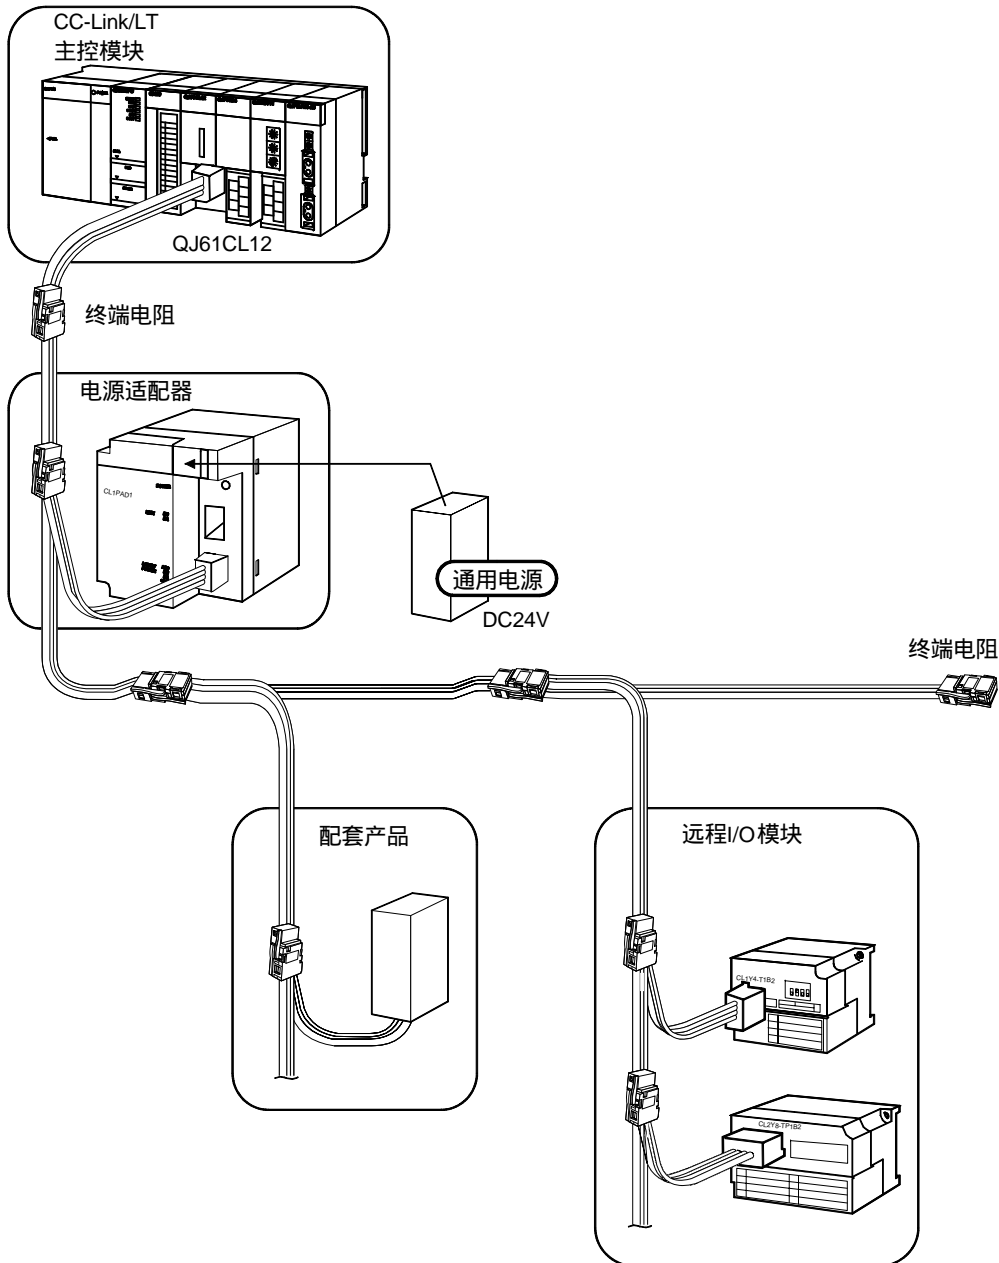 CC-Link/LT
主控模块
QJ61CL12
终端电阻
电源适配器
CL1PAD1
通用电源
DC24V
终端电阻
配套产品
远程I/O模块
CL1Y4-T1B2
CL2Y8-TP1B2